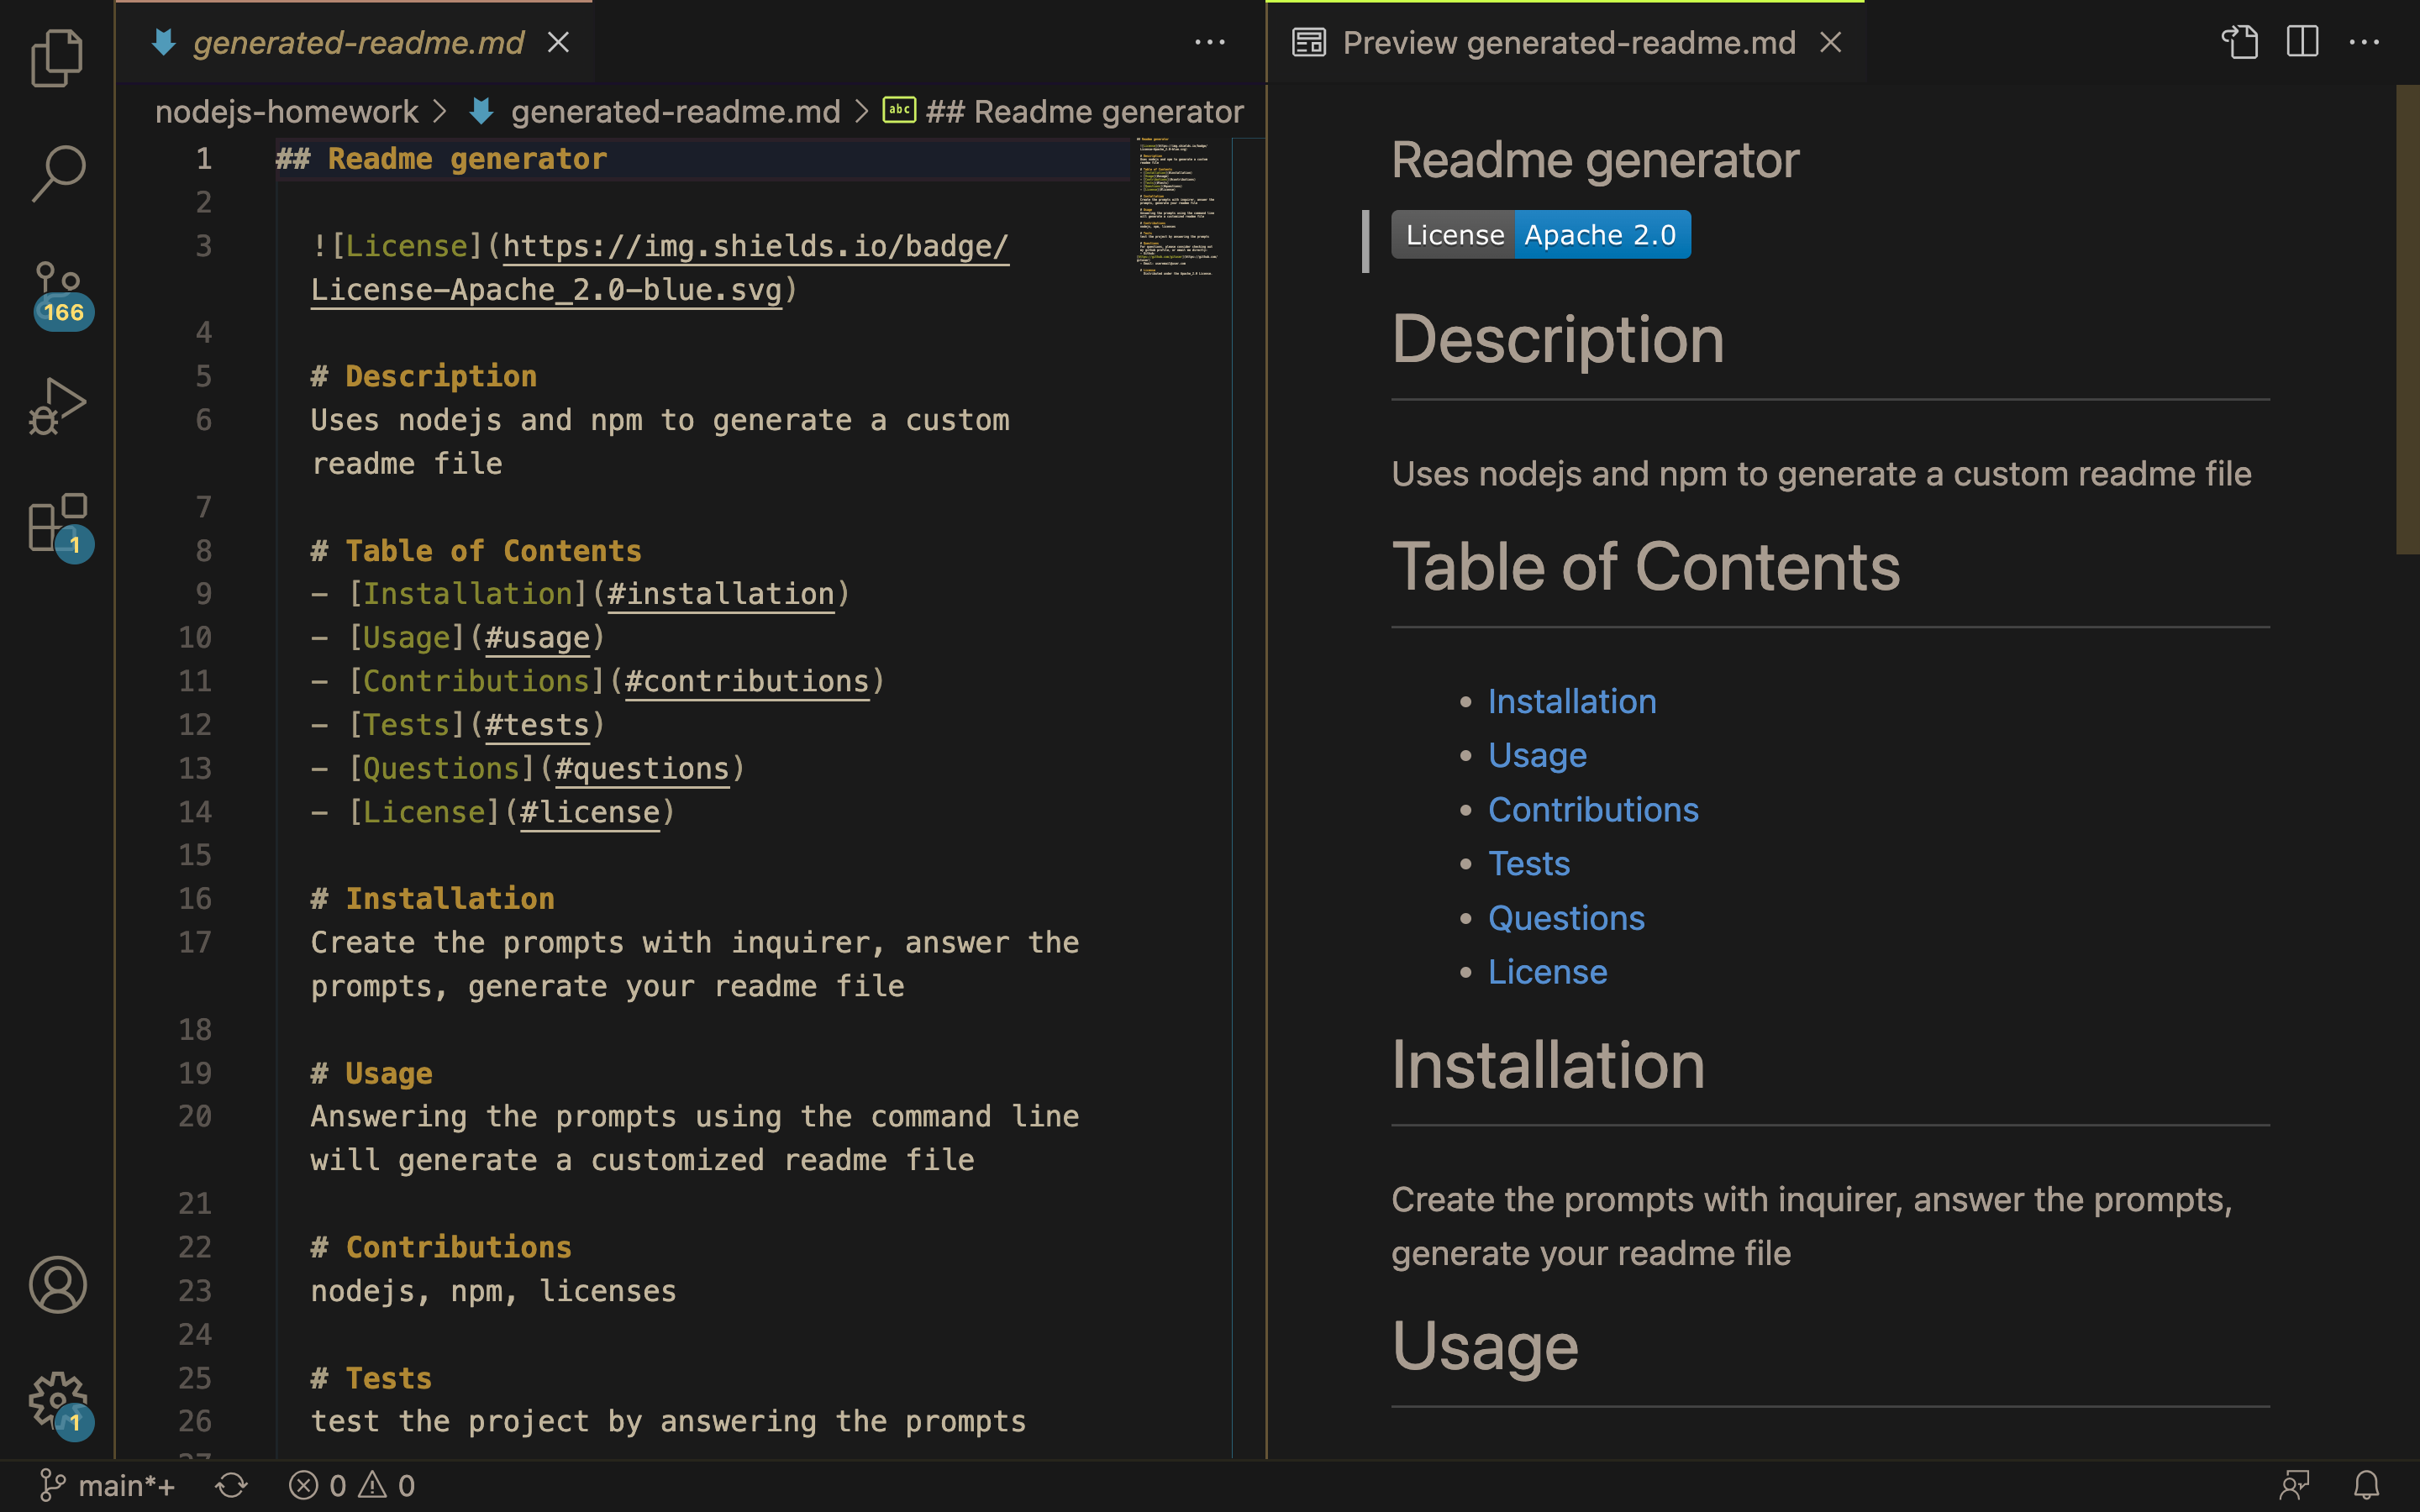 generated-readme.md
Preview generated-readme.md
nodejs-homework > generated-readme.md > ## Readme generator
1 ## Readme generator
2
3 ![License](https://img.shields.io/badge/
License-Apache_2.0-blue.svg)
4
5 # Description
6 Uses nodejs and npm to generate a custom
readme file
7
8 # Table of Contents
9 - [Installation](#installation)
10 - [Usage](#usage)
11 - [Contributions](#contributions)
12 - [Tests](#tests)
13 - [Questions](#questions)
14 - [License](#license)
15
16 # Installation
17 Create the prompts with inquirer, answer the
prompts, generate your readme file
18
19 # Usage
20 Answering the prompts using the command line
will generate a customized readme file
21
22 # Contributions
23 nodejs, npm, licenses
24
25 # Tests
26 test the project by answering the prompts
Readme generator
License Apache 2.0
Description
Uses nodejs and npm to generate a custom readme file
Table of Contents
• Installation
• Usage
• Contributions
• Tests
• Questions
• License
Installation
Create the prompts with inquirer, answer the prompts,
generate your readme file
Usage
166
1
1
main*+
0
0